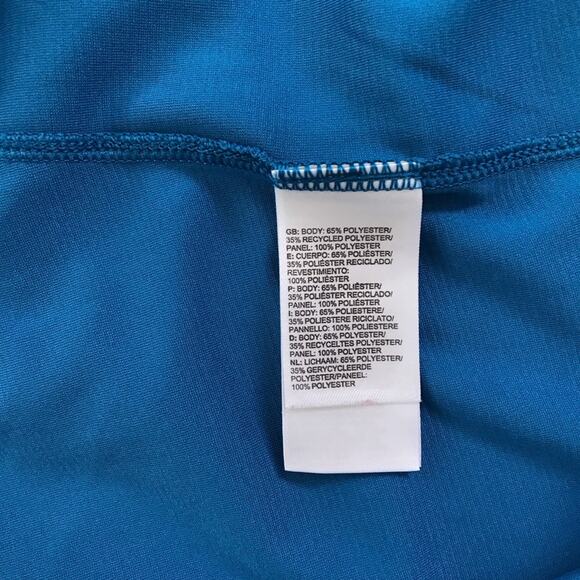 GB: BODY: 65% POLYESTER/
35% RECYCLED POLYESTER/
PANEL: 100% POLYESTER
E: CUERPO: 65% POLIÉSTER/
35% POLIÉSTER RECICLADO/
REVESTIMIENTO:
100% POLIÉSTER
P: BODY: 65% POLIÉSTER/
35% POLIÉSTER RECICLADO/
PAINEL: 100% POLIÉSTER
I: BODY: 65% POLIESTERE/
35% POLIESTERE RICICLATO/
PANNELLO: 100% POLIESTERE
D: BODY: 65% POLYESTER/
35% RECYCELTES POLYESTER/
PANEL: 100% POLYESTER
NL: LICHAAM: 65% POLYESTER/
35% GERYCYCLEERDE
POLYESTER/PANEEL:
100% POLYESTER